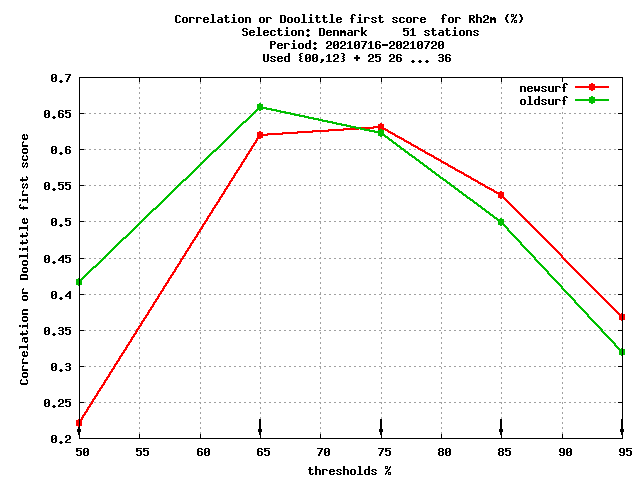 Correlation or Doolittle first score  for Rh2m (%)
Selection: Denmark     51 stations
Period: 20210716-20210720
Used {00,12} + 25 26 ... 36
newsurf
oldsurf
Correlation or Doolittle first score
0.7
0.65
0.6
0.55
0.5
0.45
0.4
0.35
0.3
0.25
0.2
50 55 60 65 70 75 80 85 90 95
thresholds %